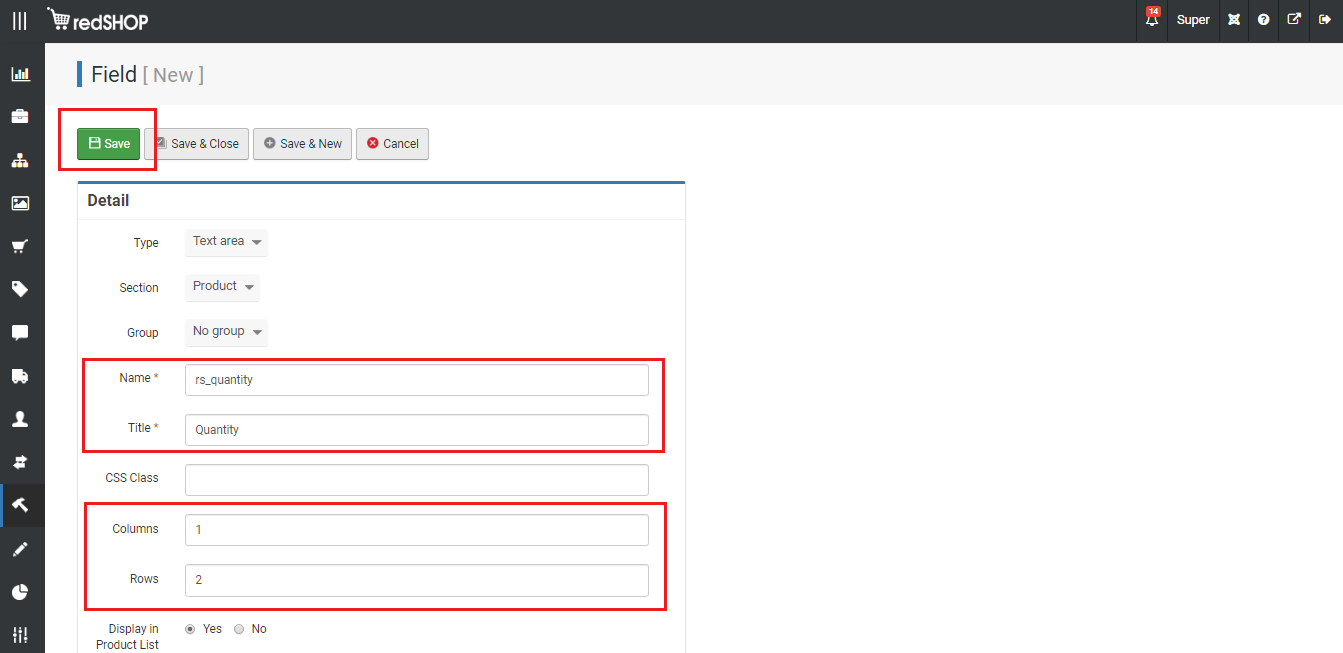 redSHOP
14
Super
Field [ New ]
Save
Save & Close
Save & New
Cancel
Detail
Type
Text area
Section
Product
Group
No group
Name *
rs_quantity
Title *
Quantity
CSS Class
Columns
1
Rows
2
Display in
Product List
Yes
No